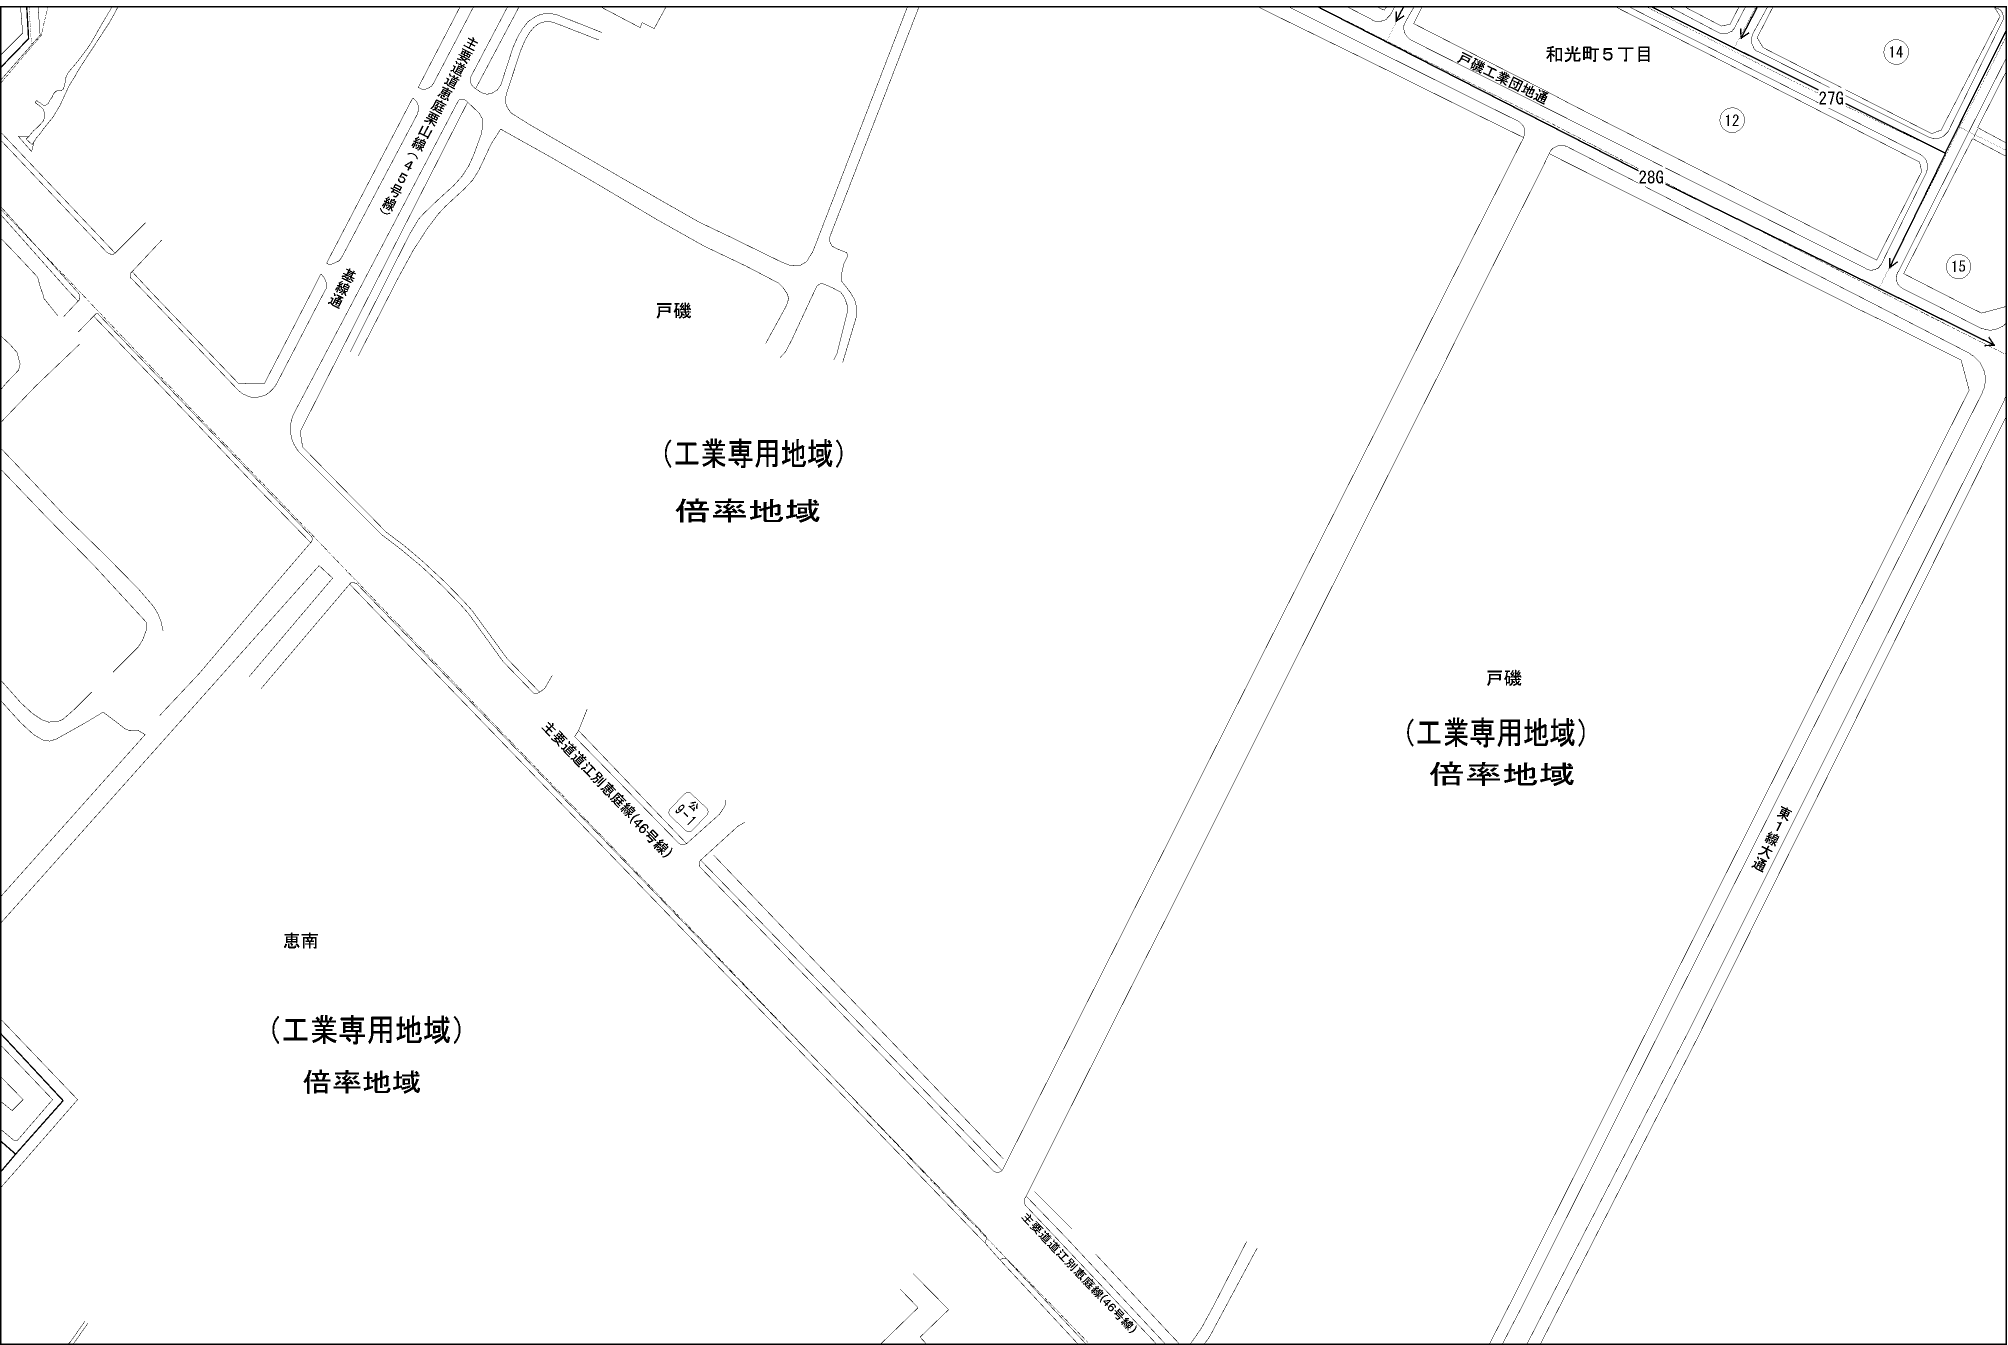 主要道道恵庭栗山線(45号線)
基線通
戸磯工業団地通
和光町5丁目
14
27G
12
28G
15
戸磯
(工業専用地域)
倍率地域
戸磯
(工業専用地域)
倍率地域
主要道道江別恵庭線(46号線)
公
9-1
東1線大通
恵南
(工業専用地域)
倍率地域
主要道道江別恵庭線(46号線)